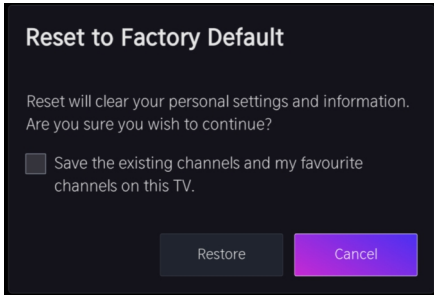 Reset to Factory Default
Reset will clear your personal settings and information.
Are you sure you wish to continue?
Save the existing channels and my favourite
channels on this TV.
Restore
Cancel